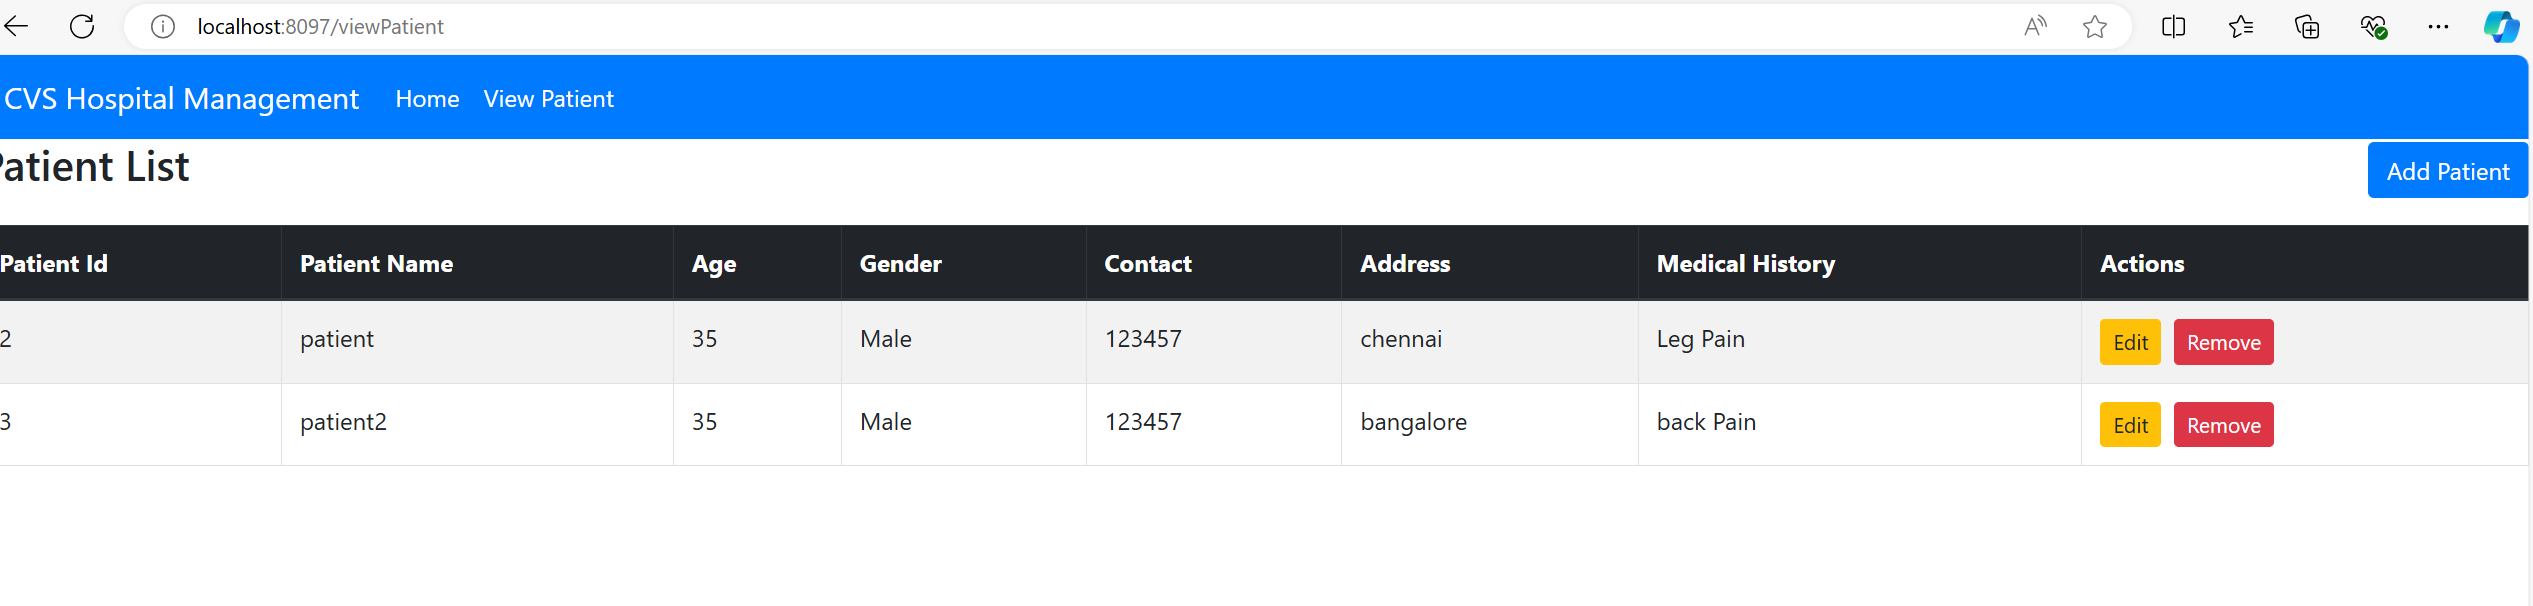 localhost:8097/viewPatient
CVS Hospital Management Home View Patient
Patient List Add Patient
Patient Id Patient Name Age Gender Contact Address Medical History Actions
2 patient 35 Male 123457 chennai Leg Pain Edit Remove
3 patient2 35 Male 123457 bangalore back Pain Edit Remove